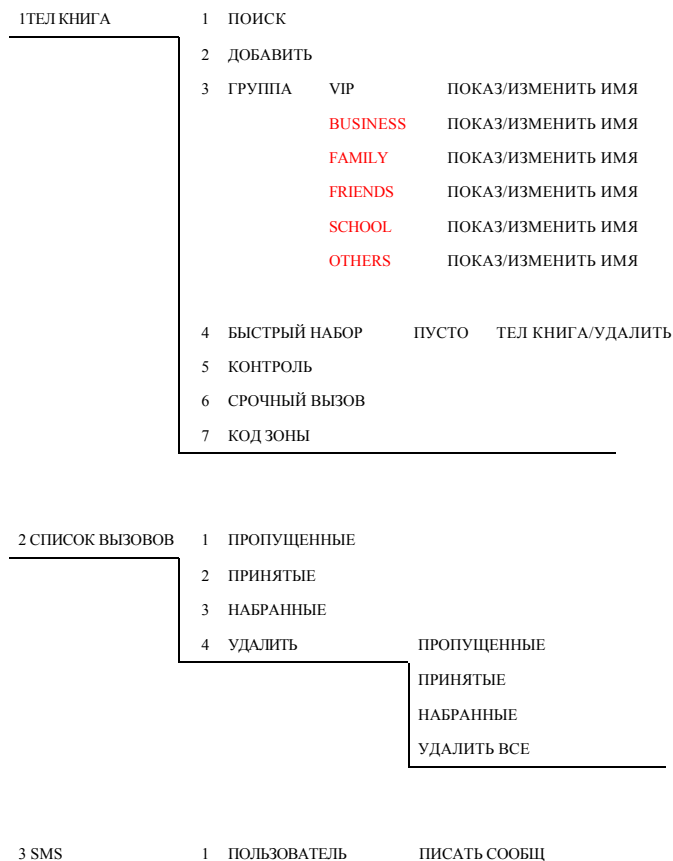 1ТЕЛ КНИГА 1 ПОИСК
2 ДОБАВИТЬ
3 ГРУППА VIP ПОКАЗ/ИЗМЕНИТЬ ИМЯ
BUSINESS ПОКАЗ/ИЗМЕНИТЬ ИМЯ
FAMILY ПОКАЗ/ИЗМЕНИТЬ ИМЯ
FRIENDS ПОКАЗ/ИЗМЕНИТЬ ИМЯ
SCHOOL ПОКАЗ/ИЗМЕНИТЬ ИМЯ
OTHERS ПОКАЗ/ИЗМЕНИТЬ ИМЯ
4 БЫСТРЫЙ НАБОР ПУСТО ТЕЛ КНИГА/УДАЛИТЬ
5 КОНТРОЛЬ
6 СРОЧНЫЙ ВЫЗОВ
7 КОД ЗОНЫ
2 СПИСОК ВЫЗОВОВ 1 ПРОПУЩЕННЫЕ
2 ПРИНЯТЫЕ
3 НАБРАННЫЕ
4 УДАЛИТЬ ПРОПУЩЕННЫЕ
ПРИНЯТЫЕ
НАБРАННЫЕ
УДАЛИТЬ ВСЕ
3 SMS 1 ПОЛЬЗОВАТЕЛЬ ПИСАТЬ СООБЩ